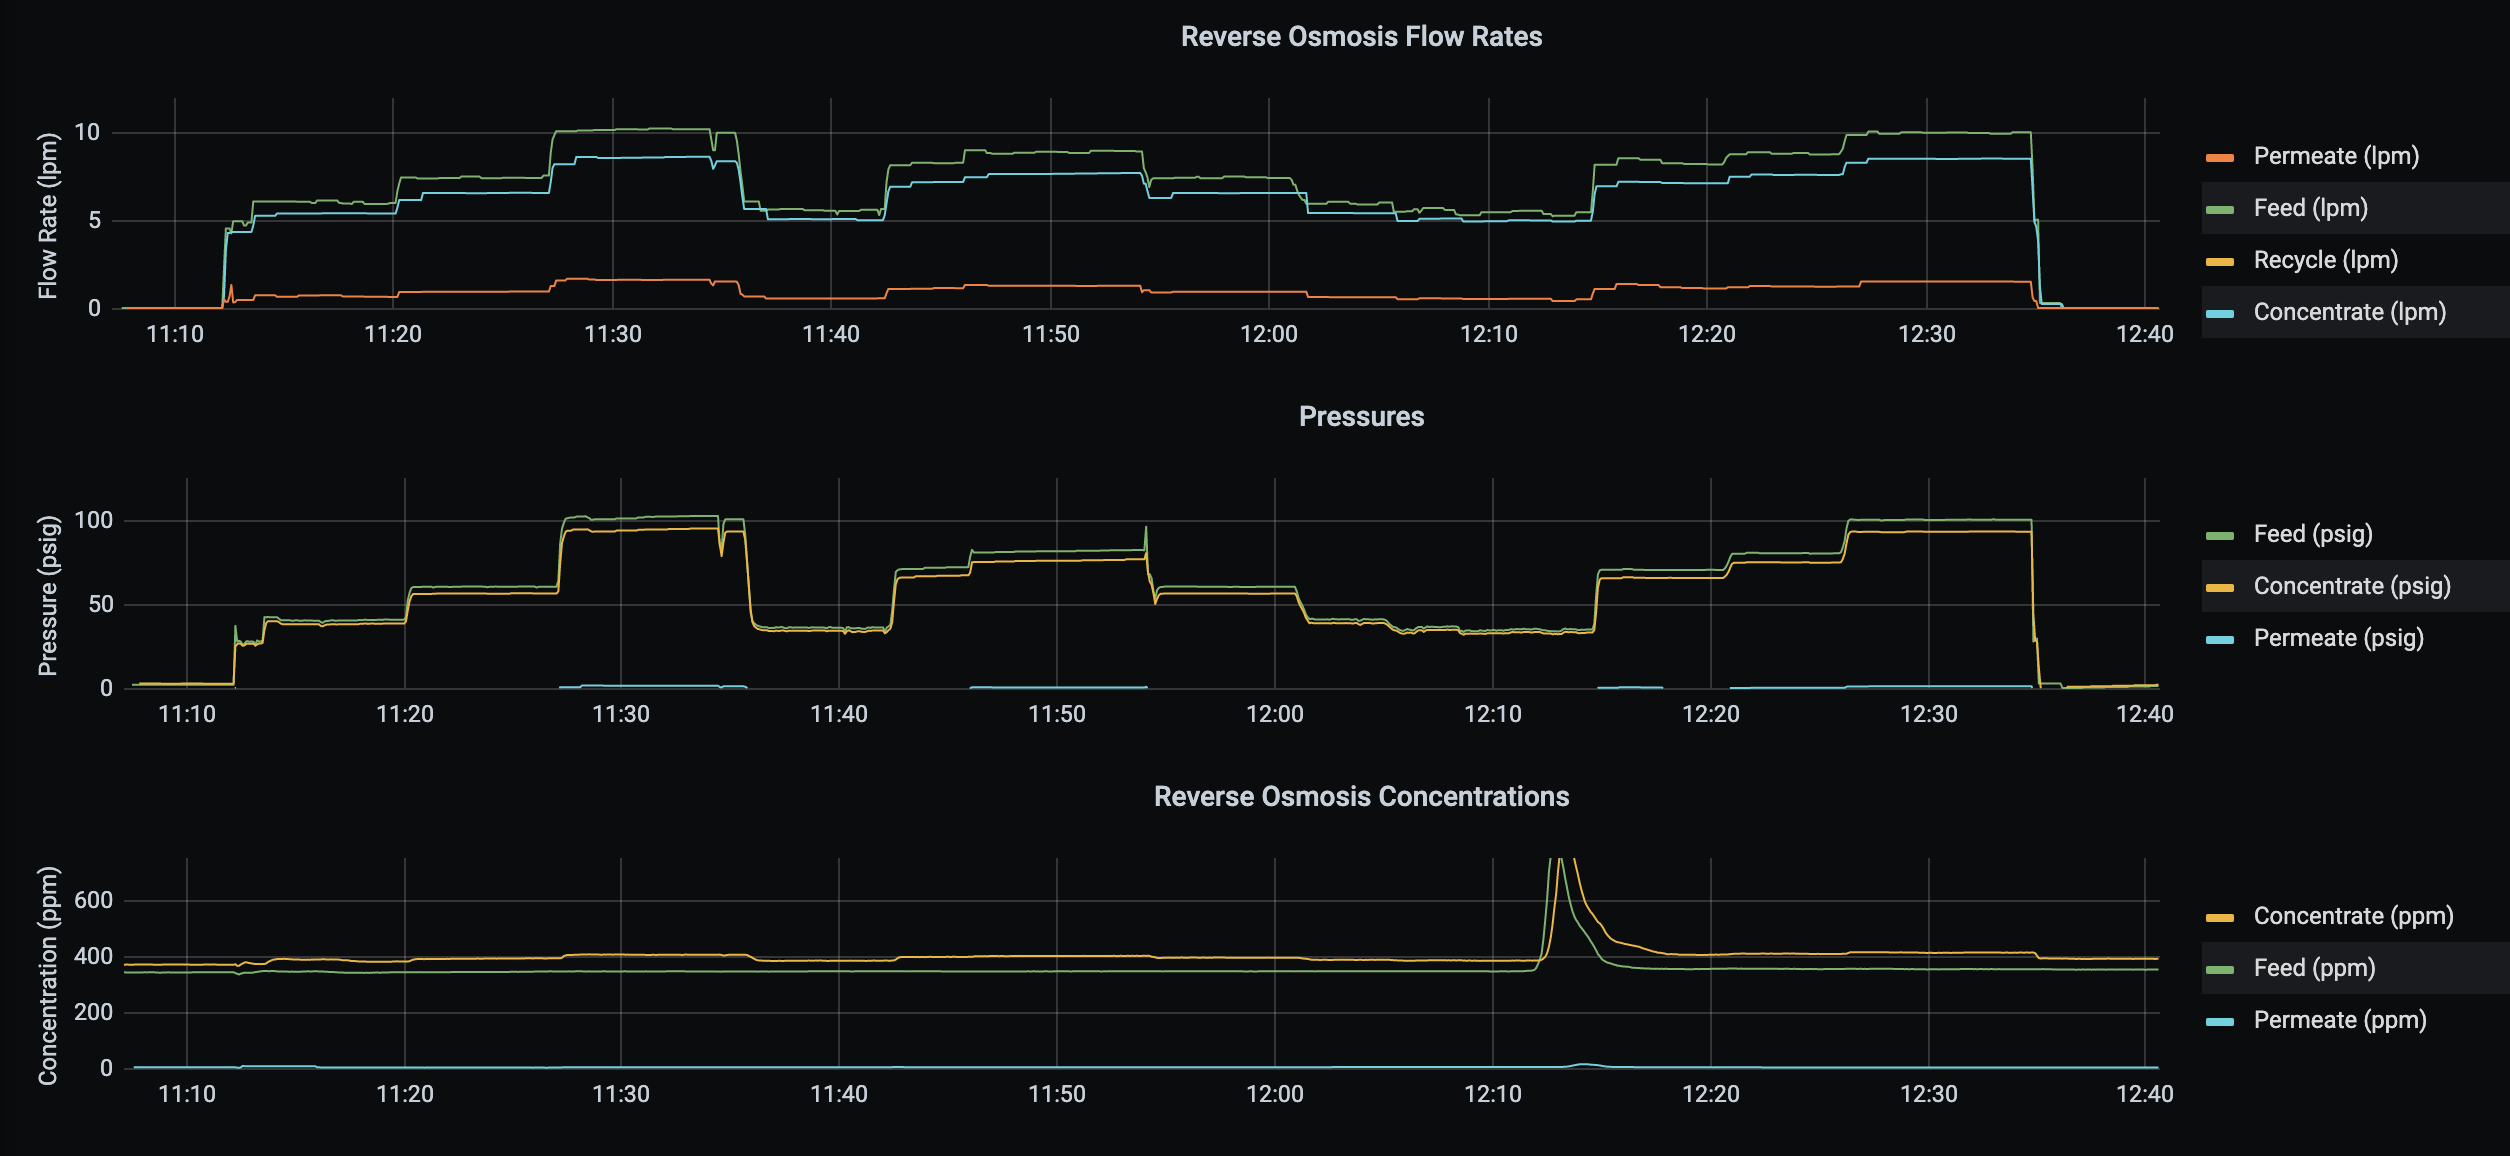 Reverse Osmosis Flow Rates
Flow Rate (lpm)
10
5
0
11:10 11:20 11:30 11:40 11:50 12:00 12:10 12:20 12:30 12:40
Permeate (lpm)
Feed (lpm)
Recycle (lpm)
Concentrate (lpm)
Pressures
Pressure (psig)
100
50
0
11:10 11:20 11:30 11:40 11:50 12:00 12:10 12:20 12:30 12:40
Feed (psig)
Concentrate (psig)
Permeate (psig)
Reverse Osmosis Concentrations
Concentration (ppm)
600
400
200
0
11:10 11:20 11:30 11:40 11:50 12:00 12:10 12:20 12:30 12:40
Concentrate (ppm)
Feed (ppm)
Permeate (ppm)